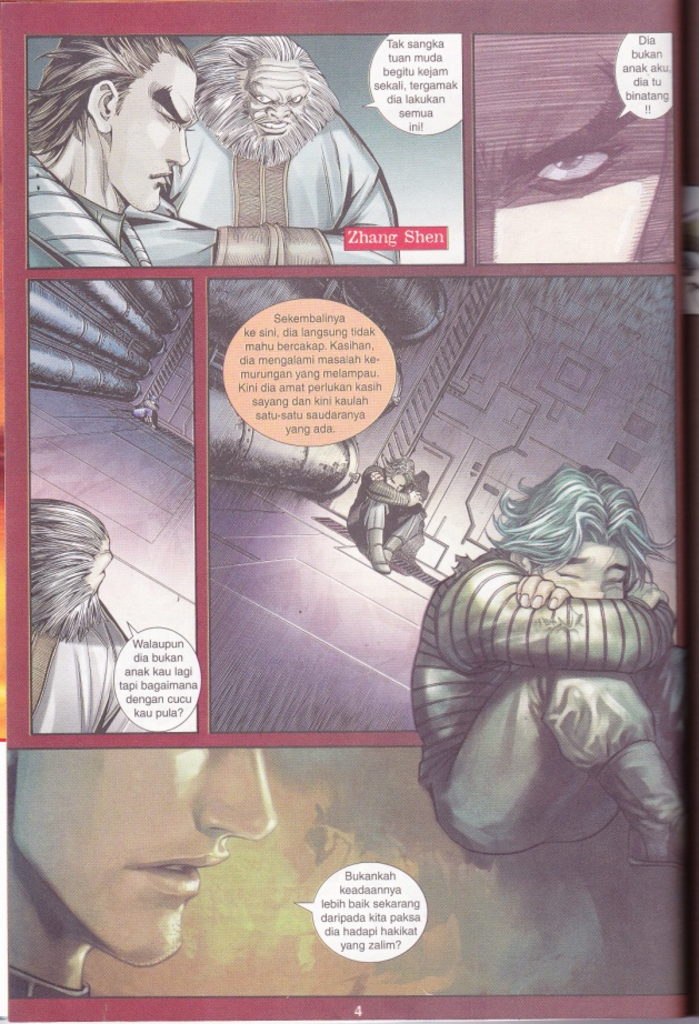 Tak sangka
tuan muda
begitu kejam
sekali, tergamak
dia lakukan
semua
ini!
Dia
bukan
anak aku,
dia tu
binatang
!!
Zhang Shen
Walaupun
dia bukan
anak kau lagi
tapi bagaimana
dengan cucu
kau pula?
Sekembalinya
ke sini, dia langsung tidak
mahu bercakap. Kasihan,
dia mengalami masalah ke-
murungan yang melampau.
Kini dia amat perlukan kasih
sayang dan kini kaulah
satu-satu saudaranya
yang ada.
Bukankah
keadaannya
lebih baik sekarang
daripada kita paksa
dia hadapi hakikat
yang zalim?
4